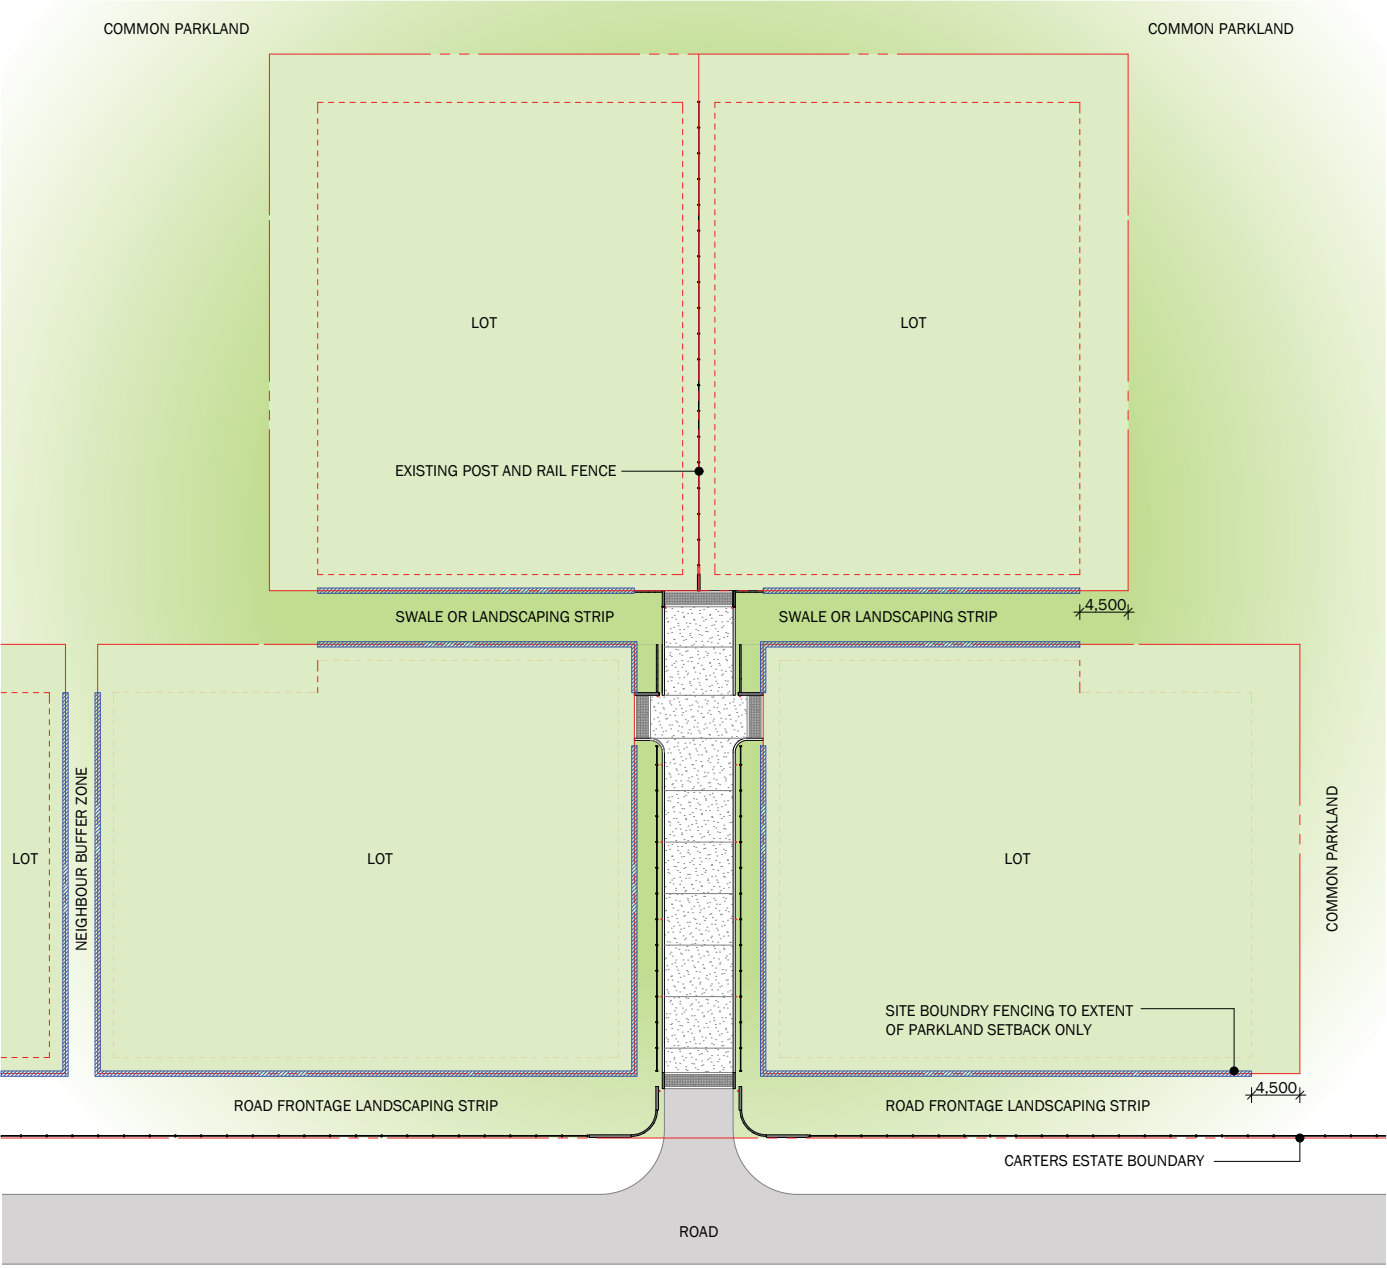 COMMON PARKLAND
COMMON PARKLAND
LOT
LOT
EXISTING POST AND RAIL FENCE
4,500
SWALE OR LANDSCAPING STRIP
SWALE OR LANDSCAPING STRIP
NEIGHBOUR BUFFER ZONE
COMMON PARKLAND
LOT
LOT
LOT
SITE BOUNDRY FENCING TO EXTENT
OF PARKLAND SETBACK ONLY
4,500
ROAD FRONTAGE LANDSCAPING STRIP
ROAD FRONTAGE LANDSCAPING STRIP
CARTERS ESTATE BOUNDARY
ROAD